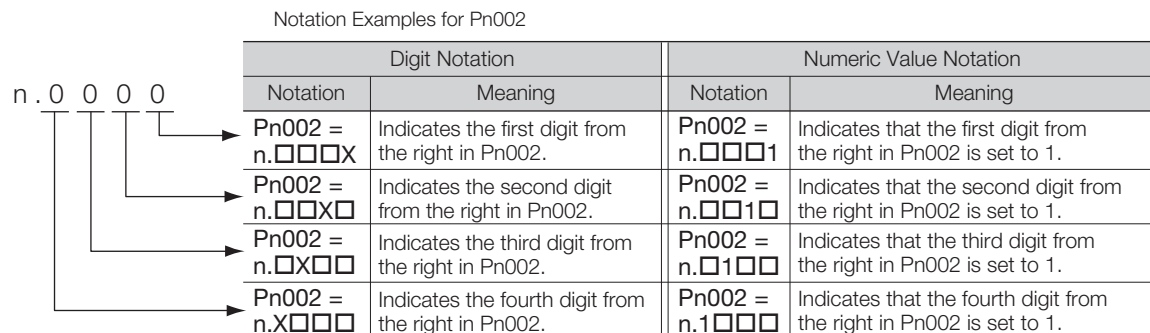 Notation Examples for Pn002
Digit Notation
Numeric Value Notation
n.0 0 0 0
Notation
Meaning
Notation
Meaning
Pn002 =
n.□□□X
Indicates the first digit from
the right in Pn002.
Pn002 =
n.□□□1
Indicates that the first digit from
the right in Pn002 is set to 1.
Pn002 =
n.□□X□
Indicates the second digit
from the right in Pn002.
Pn002 =
n.□□1□
Indicates that the second digit from
the right in Pn002 is set to 1.
Pn002 =
n.□X□□
Indicates the third digit from
the right in Pn002.
Pn002 =
n.□1□□
Indicates that the third digit from
the right in Pn002 is set to 1.
Pn002 =
n.X□□□
Indicates the fourth digit from
the right in Pn002.
Pn002 =
n.1□□□
Indicates that the fourth digit from
the right in Pn002 is set to 1.